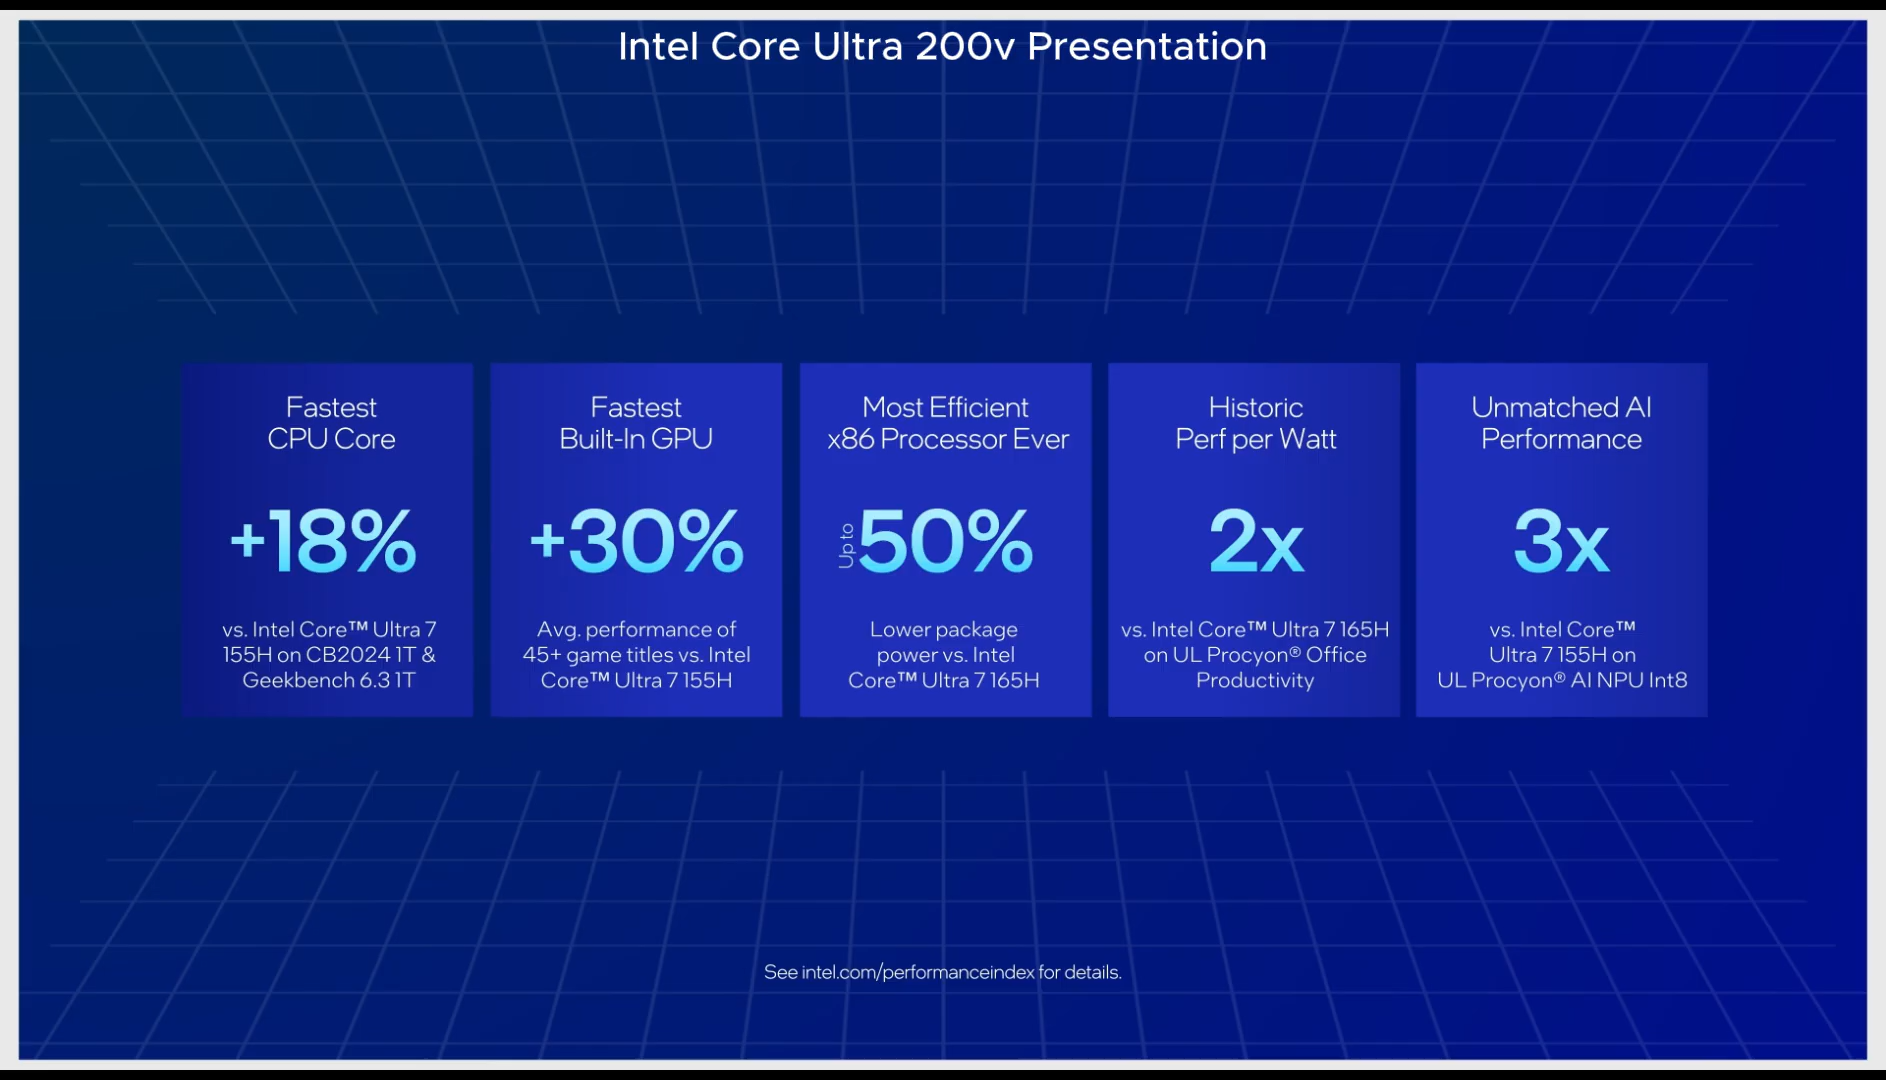 Intel Core Ultra 200v Presentation
Fastest
CPU Core
+18%
vs. Intel Core™ Ultra 7
155H on CB2024 1T &
Geekbench 6.3 1T
Fastest
Built-In GPU
+30%
Avg. performance of
45+ game titles vs. Intel
Core™ Ultra 7 155H
Most Efficient
x86 Processor Ever
Up to 50%
Lower package
power vs. Intel
Core™ Ultra 7 165H
Historic
Perf per Watt
2x
vs. Intel Core™ Ultra 7 165H
on UL Procyon® Office
Productivity
Unmatched AI
Performance
3x
vs. Intel Core™
Ultra 7 155H on
UL Procyon® AI NPU Int8
See intel.com/performanceindex for details.